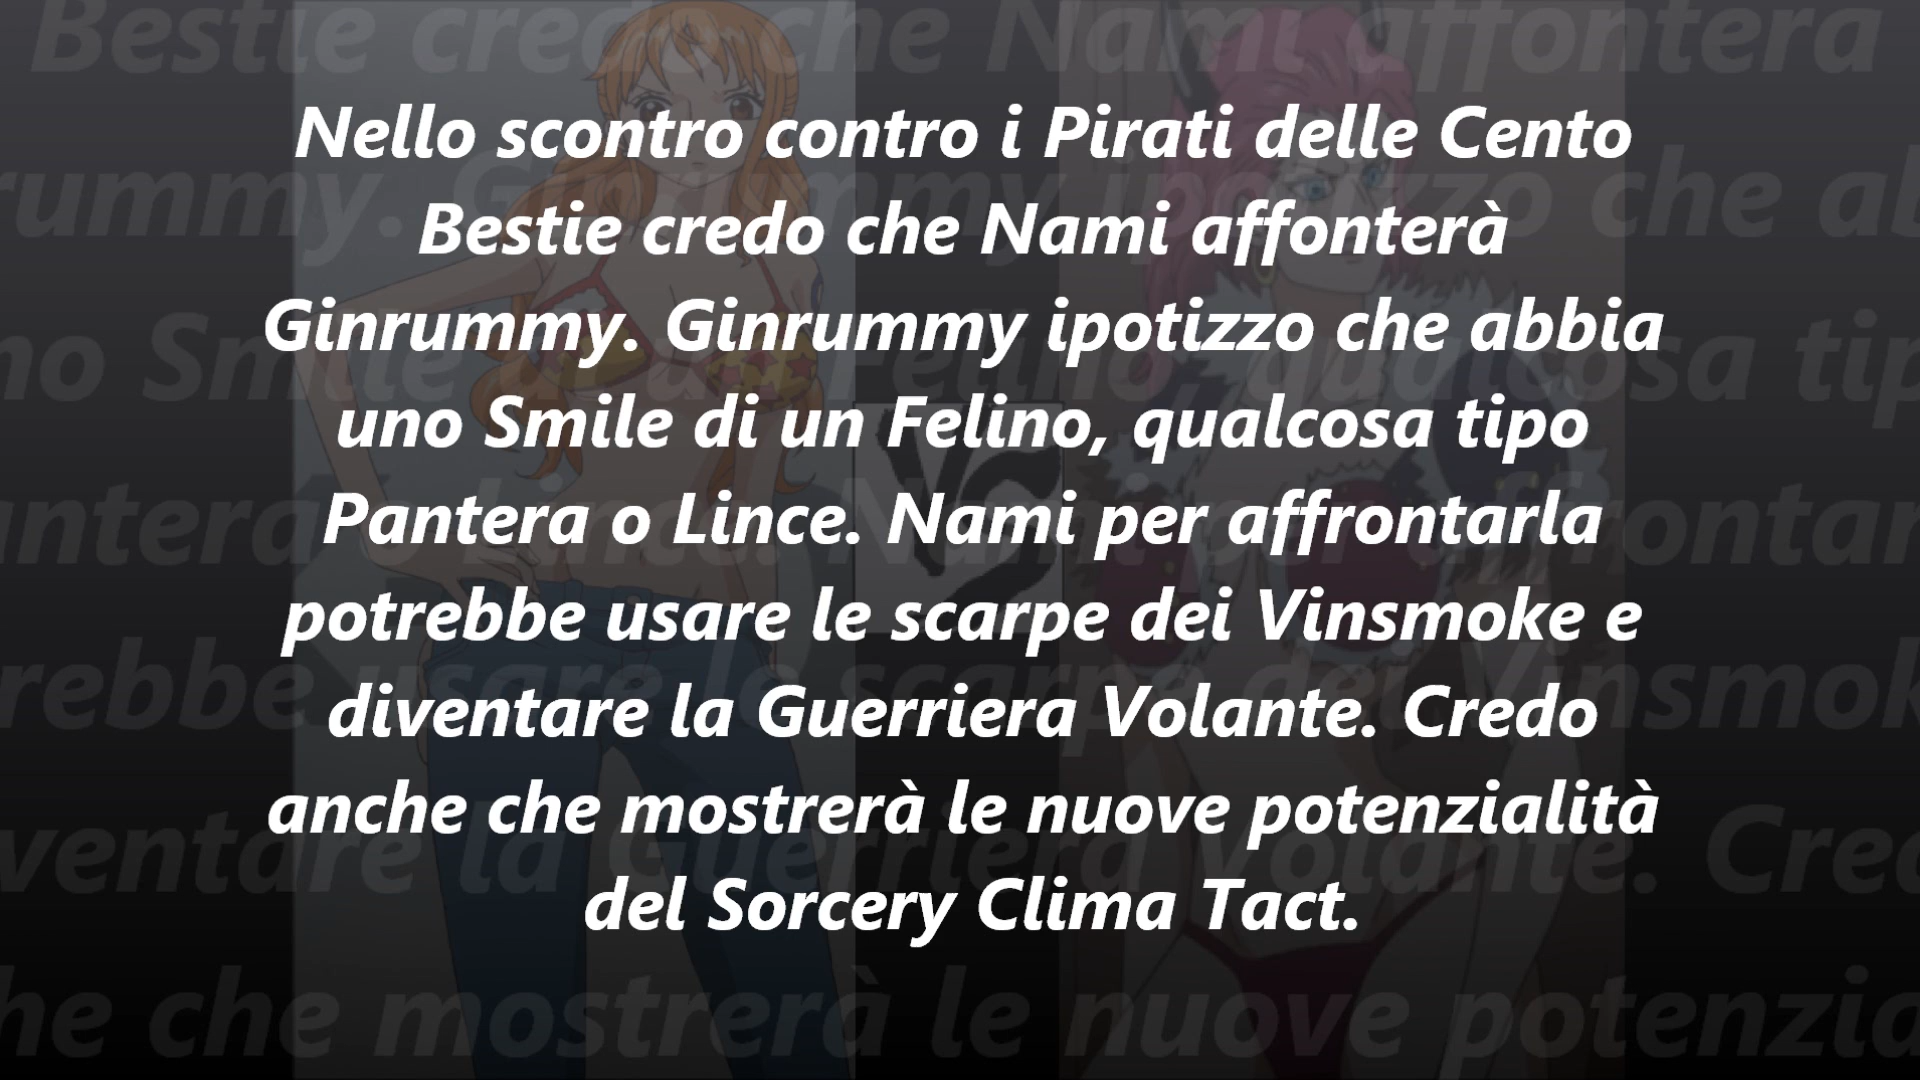 Nello scontro contro i Pirati delle Cento
Bestie credo che Nami affonterà
Ginrummy. Ginrummy ipotizzo che abbia
uno Smile di un Felino, qualcosa tipo
Pantera o Lince. Nami per affrontarla
potrebbe usare le scarpe dei Vinsmoke e
diventare la Guerriera Volante. Credo
anche che mostrerà le nuove potenzialità
del Sorcery Clima Tact.